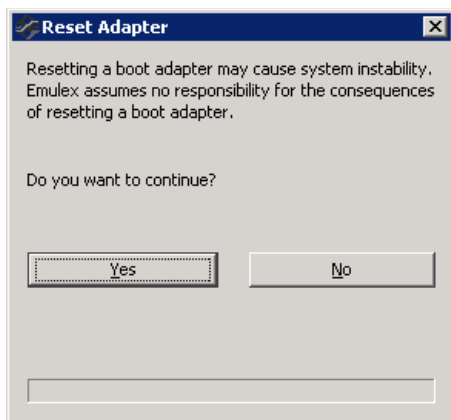 Reset Adapter
Resetting a boot adapter may cause system instability.
Emulex assumes no responsibility for the consequences
of resetting a boot adapter.
Do you want to continue?
Yes No